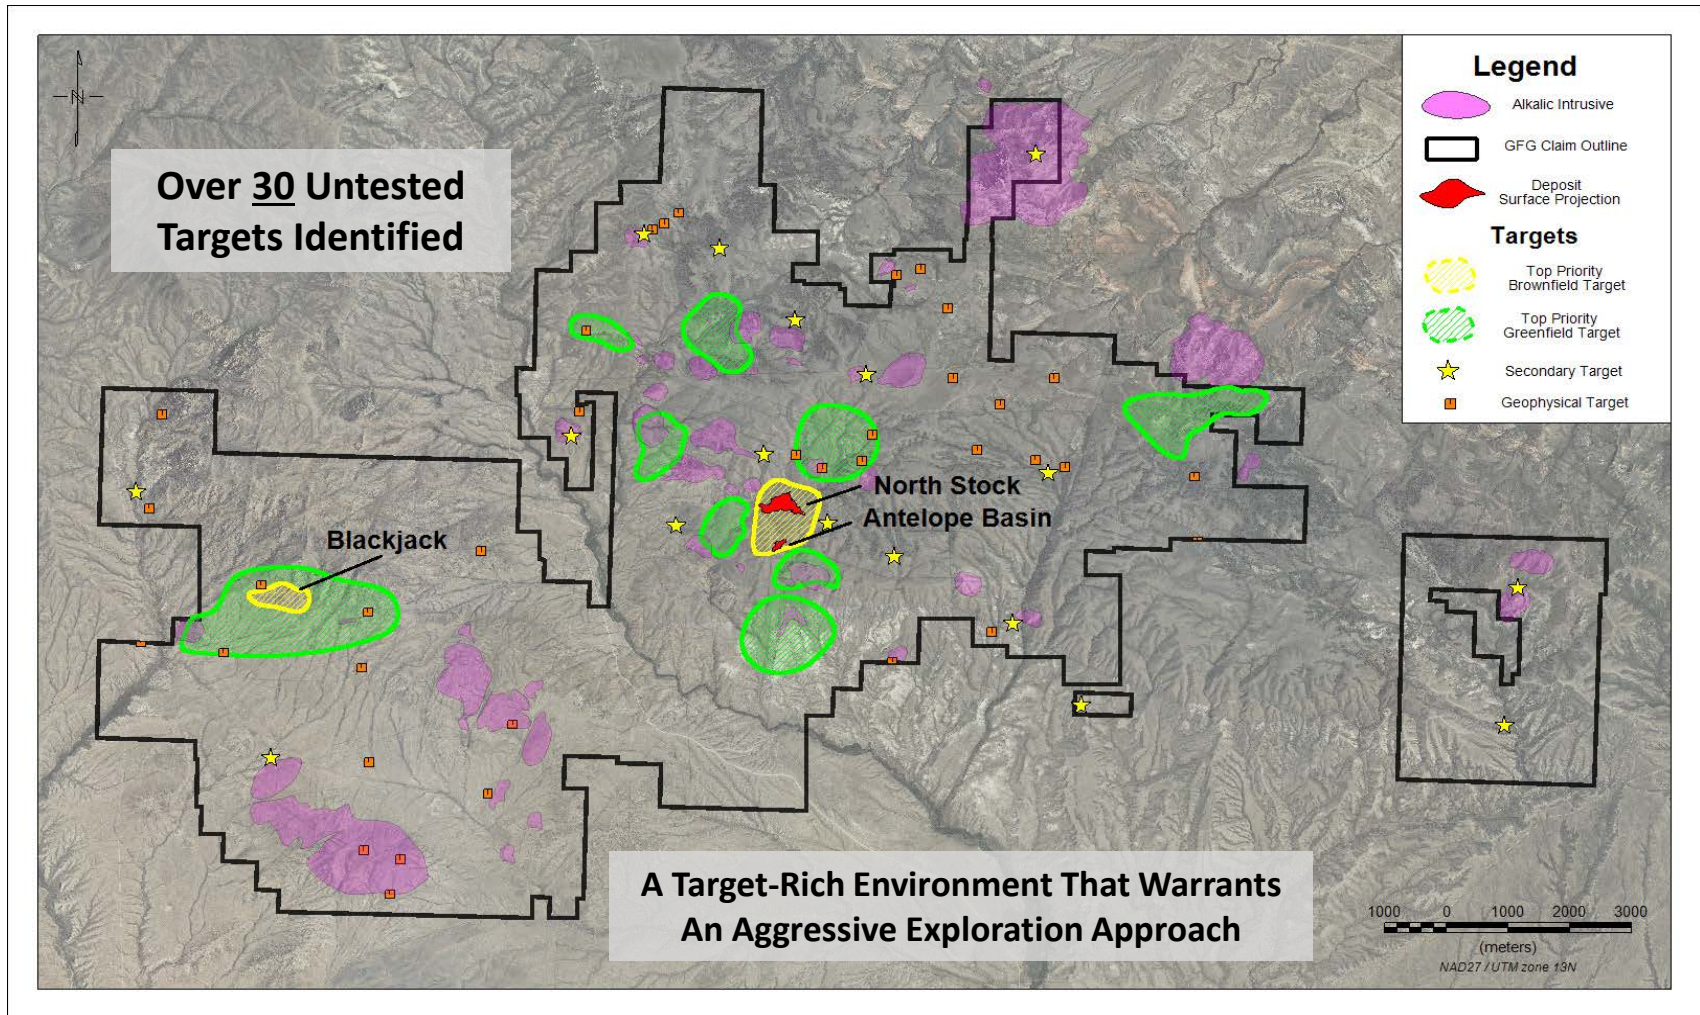 N
Over 30 Untested
Targets Identified
Legend
Alkalic Intrusive
GFG Claim Outline
Deposit
Surface Projection
Targets
Top Priority
Brownfield Target
Top Priority
Greenfield Target
Secondary Target
Geophysical Target
North Stock
Antelope Basin
Blackjack
A Target-Rich Environment That Warrants
An Aggressive Exploration Approach
1000 0 1000 2000 3000
(meters)
NAD27 / UTM zone 13N